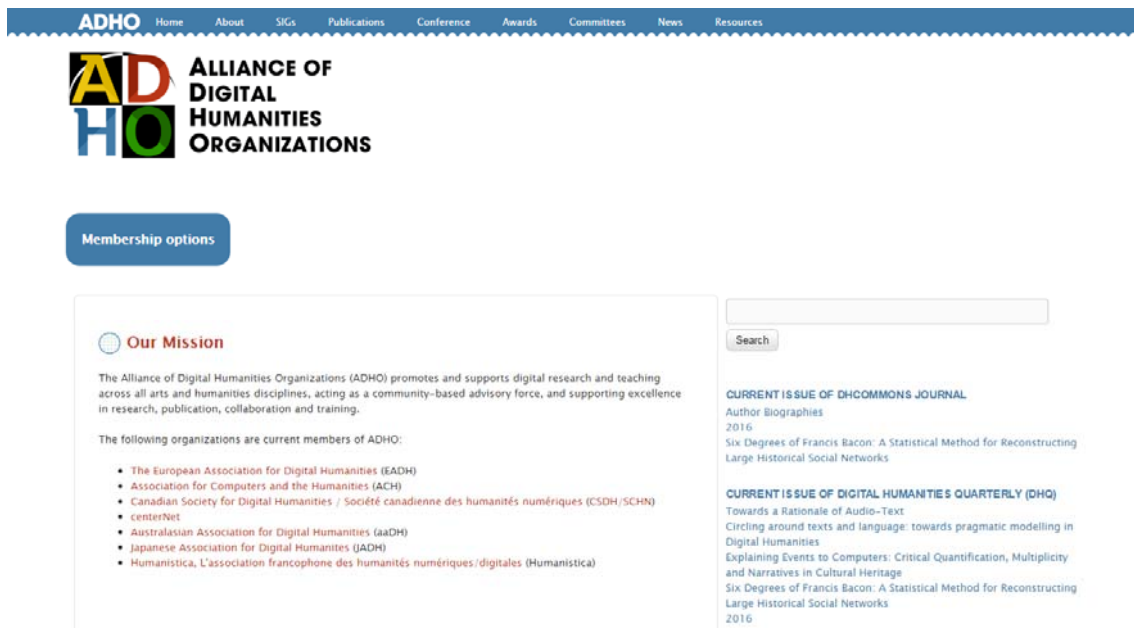 ADHO Home About SIGs Publications Conference Awards Committees News Resources
ADHO
ALLIANCE OF
DIGITAL
HUMANITIES
ORGANIZATIONS
Membership options
Our Mission
The Alliance of Digital Humanities Organizations (ADHO) promotes and supports digital research and teaching
across all arts and humanities disciplines, acting as a community-based advisory force, and supporting excellence
in research, publication, collaboration and training.
The following organizations are current members of ADHO:
• The European Association for Digital Humanities (EADH)
• Association for Computers and the Humanities (ACH)
• Canadian Society for Digital Humanities / Société canadienne des humanités numériques (CSDH/SCHN)
• centerNet
• Australasian Association for Digital Humanities (aaDH)
• Japanese Association for Digital Humanites (JADH)
• Humanistica, L'association francophone des humanités numériques/digitales (Humanistica)
Search
CURRENT ISSUE OF DHCOMMONS JOURNAL
Author Biographies
2016
Six Degrees of Francis Bacon: A Statistical Method for Reconstructing
Large Historical Social Networks
CURRENT ISSUE OF DIGITAL HUMANITIES QUARTERLY (DHQ)
Towards a Rationale of Audio-Text
Circling around texts and language: towards pragmatic modelling in
Digital Humanities
Explaining Events to Computers: Critical Quantification, Multiplicity
and Narratives in Cultural Heritage
Six Degrees of Francis Bacon: A Statistical Method for Reconstructing
Large Historical Social Networks
2016